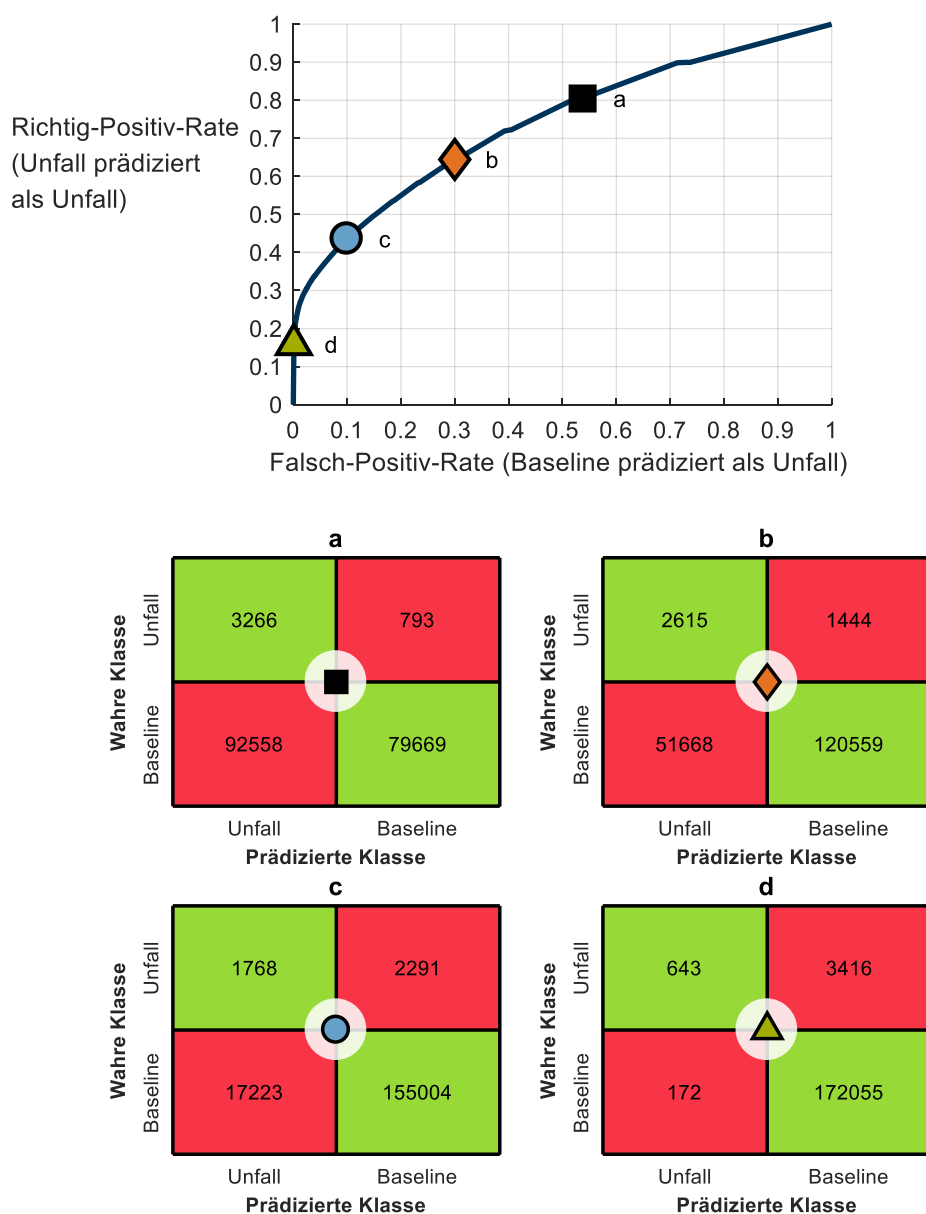 1
0.9
0.8
0.7
0.6
0.5
0.4
0.3
0.2
0.1
0
Richtig-Positiv-Rate
(Unfall prädiziert
als Unfall)
a
b
c
d
0 0.1 0.2 0.3 0.4 0.5 0.6 0.7 0.8 0.9 1
Falsch-Positiv-Rate (Baseline prädiziert als Unfall)
a
Wahre Klasse
Unfall
Baseline
3266 793
92558 79669
Unfall Baseline
Prädizierte Klasse
b
Wahre Klasse
Unfall
Baseline
2615 1444
51668 120559
Unfall Baseline
Prädizierte Klasse
c
Wahre Klasse
Unfall
Baseline
1768 2291
17223 155004
Unfall Baseline
Prädizierte Klasse
d
Wahre Klasse
Unfall
Baseline
643 3416
172 172055
Unfall Baseline
Prädizierte Klasse